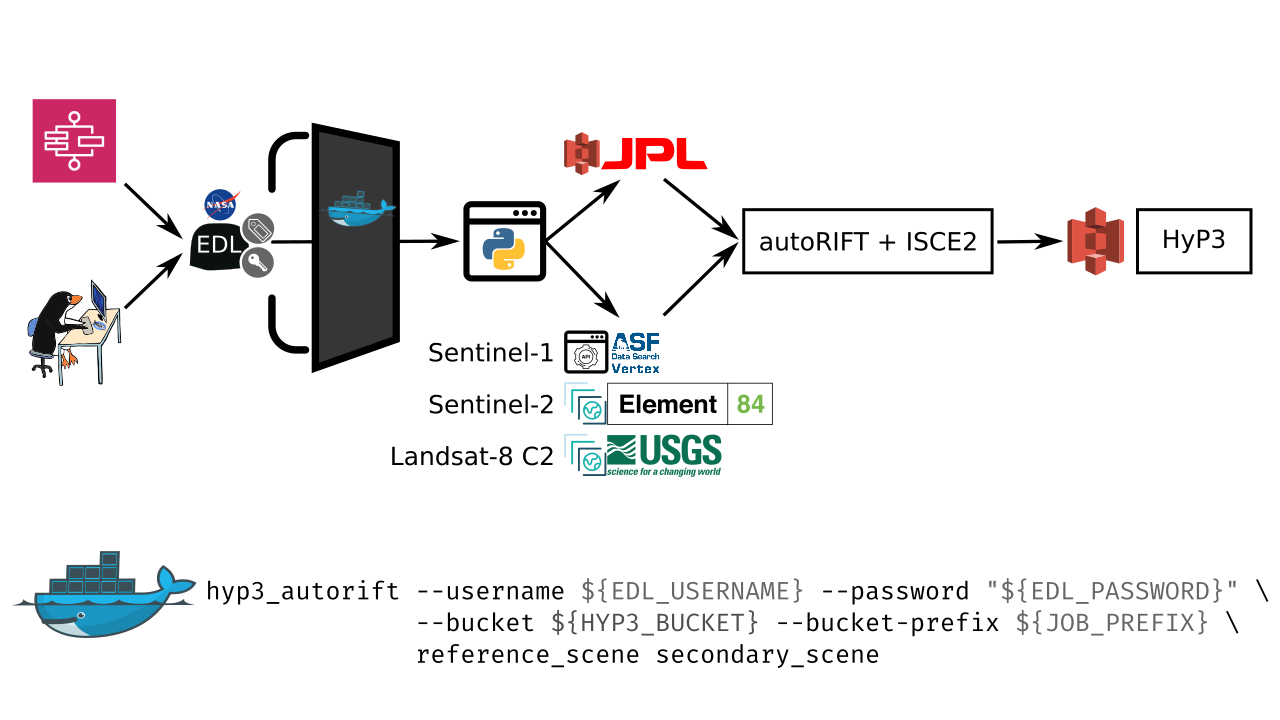 NASA
EDL
JPL
autoRIFT + ISCE2
HyP3
Sentinel-1
API
ASF
Data Search
Vertex
Sentinel-2
Element 84
Landsat-8 C2
USGS
science for a changing world
hyp3_autorift --username ${EDL_USERNAME} --password "${EDL_PASSWORD}" \
--bucket ${HYP3_BUCKET} --bucket-prefix ${JOB_PREFIX} \
reference_scene secondary_scene